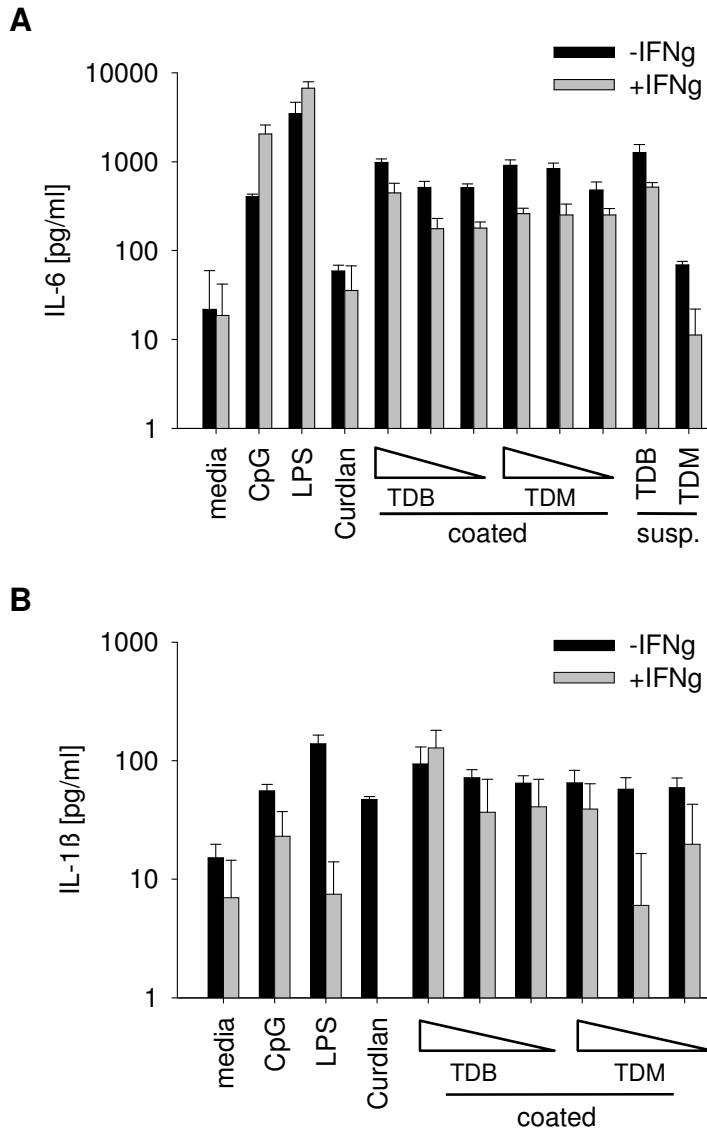 A
-IFNg
+IFNg
10000
1000
100
10
1
IL-6 [pg/ml]
media
CpG
LPS
Curdlan
TDB
TDM
coated
TDB
TDM
susp.
B
-IFNg
+IFNg
1000
100
10
1
IL-1ß [pg/ml]
media
CpG
LPS
Curdlan
TDB
TDM
coated